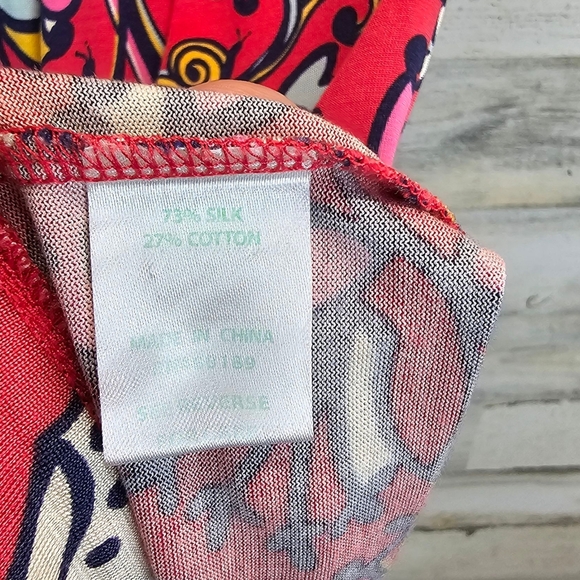 73% SILK
27% COTTON
MADE IN CHINA
SEE REVERSE